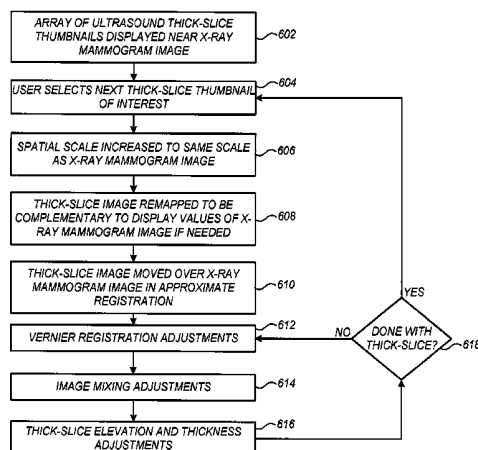 ARRAY OF ULTRASOUND THICK-SLICE
THUMBNAILS DISPLAYED NEAR X-RAY
MAMMOGRAM IMAGE
602
604
USER SELECTS NEXT THICK-SLICE THUMBNAIL
OF INTEREST
SPATIAL SCALE INCREASED TO SAME SCALE
AS X-RAY MAMMOGRAM IMAGE
606
THICK-SLICE IMAGE REMAPPED TO BE
COMPLEMENTARY TO DISPLAY VALUES OF X-
RAY MAMMOGRAM IMAGE IF NEEDED
608
THICK-SLICE IMAGE MOVED OVER X-RAY
MAMMOGRAM IMAGE IN APPROXIMATE
REGISTRATION
610
YES
612
VERNIER REGISTRATION ADJUSTMENTS
NO
DONE WITH
THICK-SLICE?
618
IMAGE MIXING ADJUSTMENTS
614
616
THICK-SLICE ELEVATION AND THICKNESS
ADJUSTMENTS